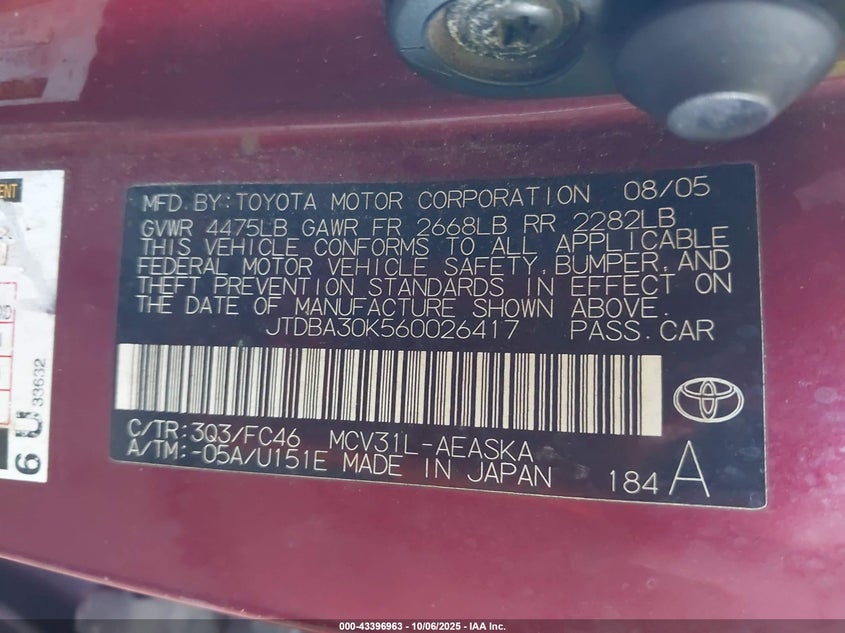 MFD.BY:TOYOTA MOTOR CORPORATION 08/05
GVWR 4475LB GAWR FR 2668LB RR 2282LB
THIS VEHICLE CONFORMS TO ALL APPLICABLE
FEDERAL MOTOR VEHICLE SAFETY, BUMPER, AND
THEFT PREVENTION STANDARDS IN EFFECT ON
THE DATE OF MANUFACTURE SHOWN ABOVE.
JTDBA30K560026417 PASS.CAR
C/TR:3Q3/FC46 MCV31L-AEASKA
A/TM:-05A/U151E MADE IN JAPAN
184 A
6U 33632
000-43396963 - 10/06/2025 - IAA Inc.